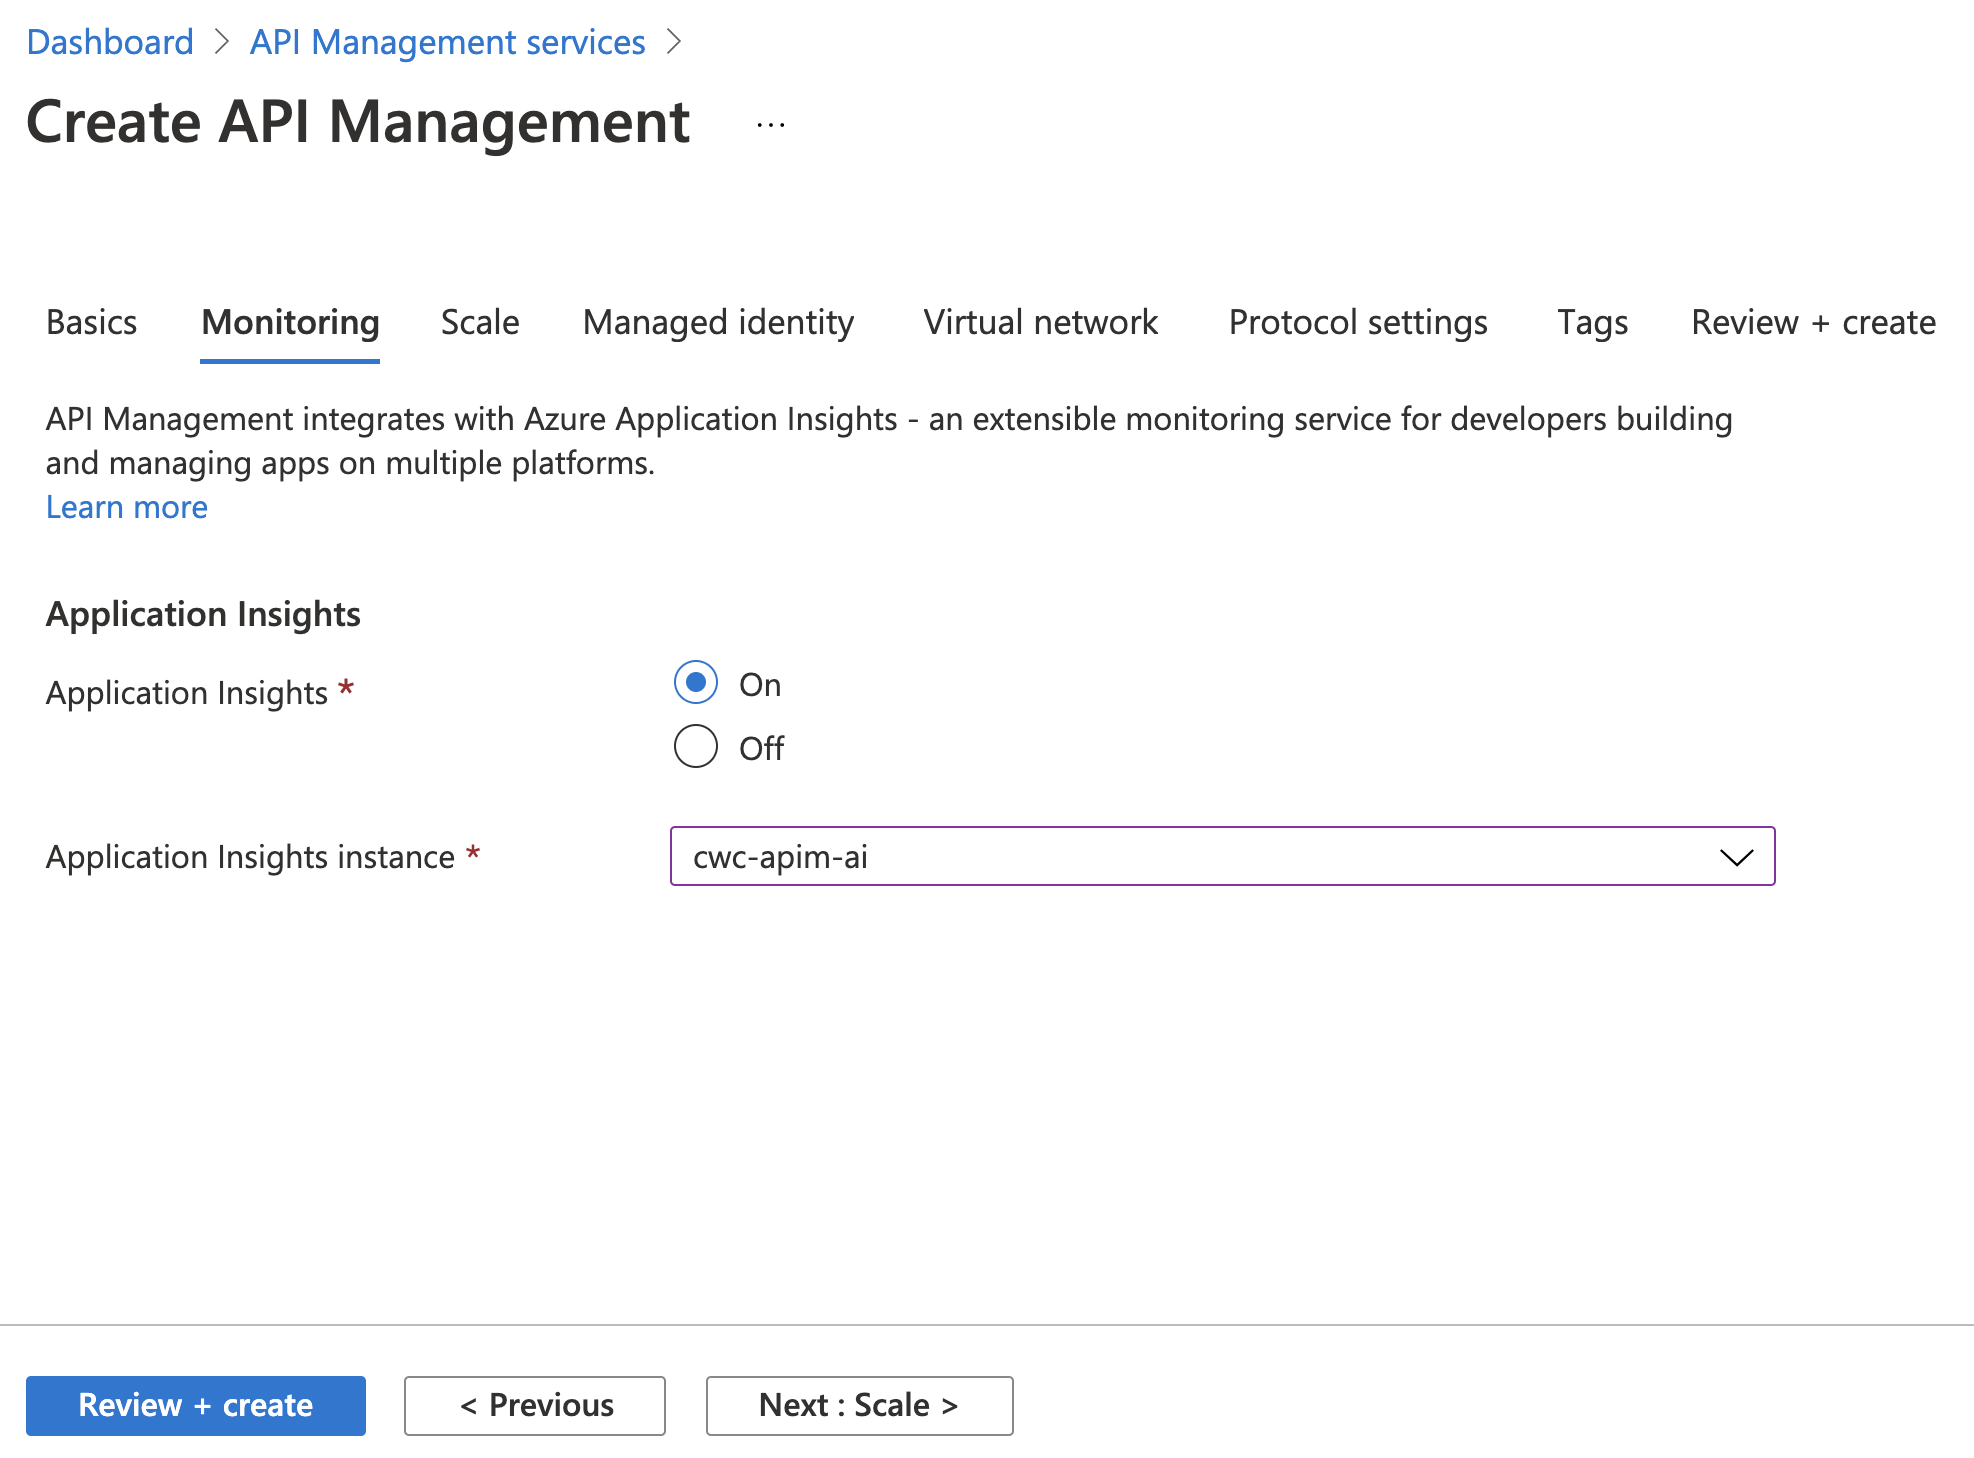 Dashboard > API Management services >
Create API Management ...
Basics Monitoring Scale Managed identity Virtual network Protocol settings Tags Review + create
API Management integrates with Azure Application Insights - an extensible monitoring service for developers building
and managing apps on multiple platforms.
Learn more
Application Insights
Application Insights * On
Off
Application Insights instance * cwc-apim-ai
Review + create < Previous Next : Scale >